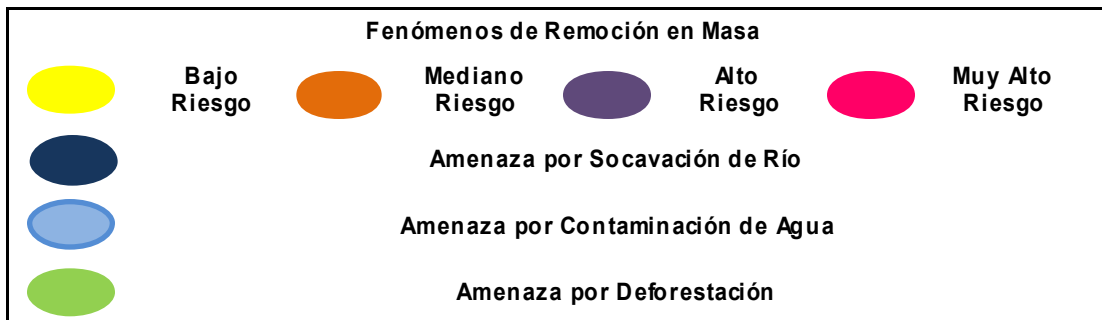 Fenómenos de Remoción en Masa
Bajo Riesgo
Mediano Riesgo
Alto Riesgo
Muy Alto Riesgo
Amenaza por Socavación de Río
Amenaza por Contaminación de Agua
Amenaza por Deforestación